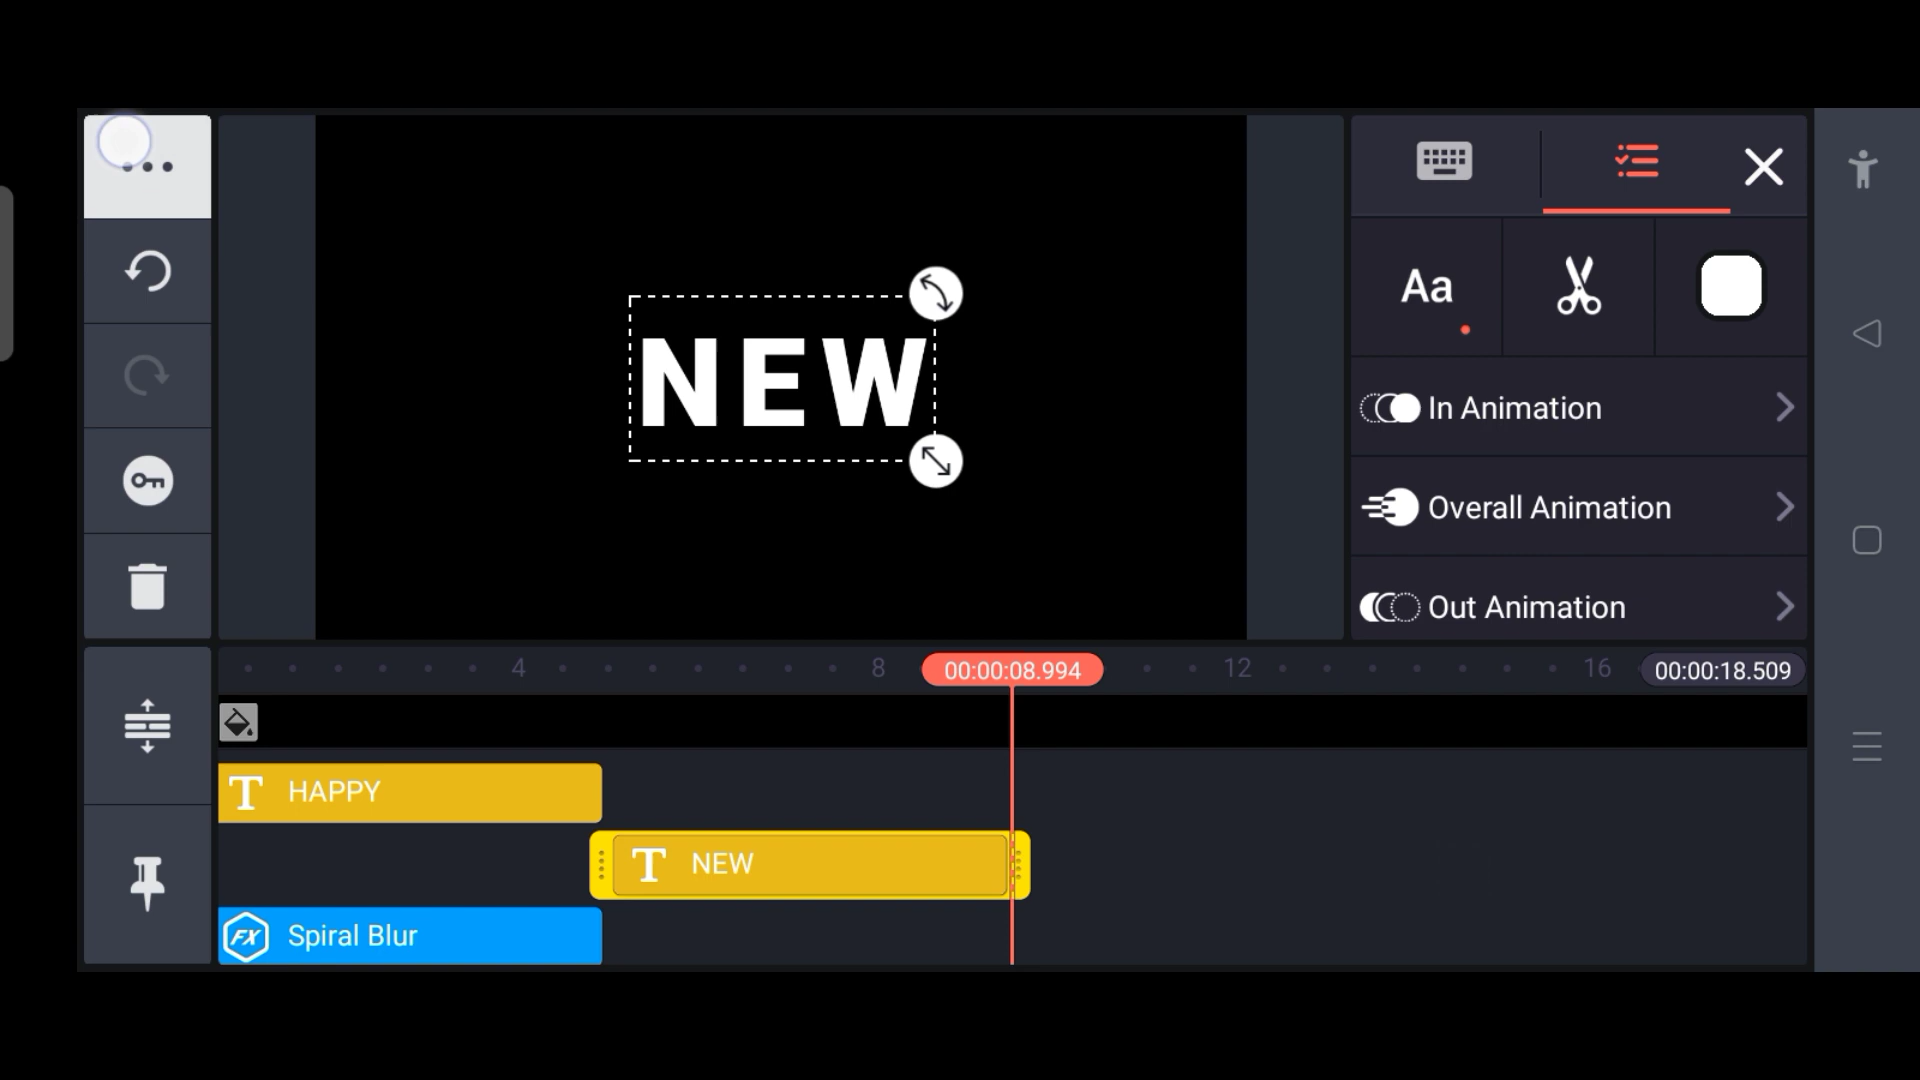 NEW
Aa
In Animation
Overall Animation
Out Animation
4
8
00:00:08.994
12
16
00:00:18.509
T HAPPY
T NEW
FX Spiral Blur